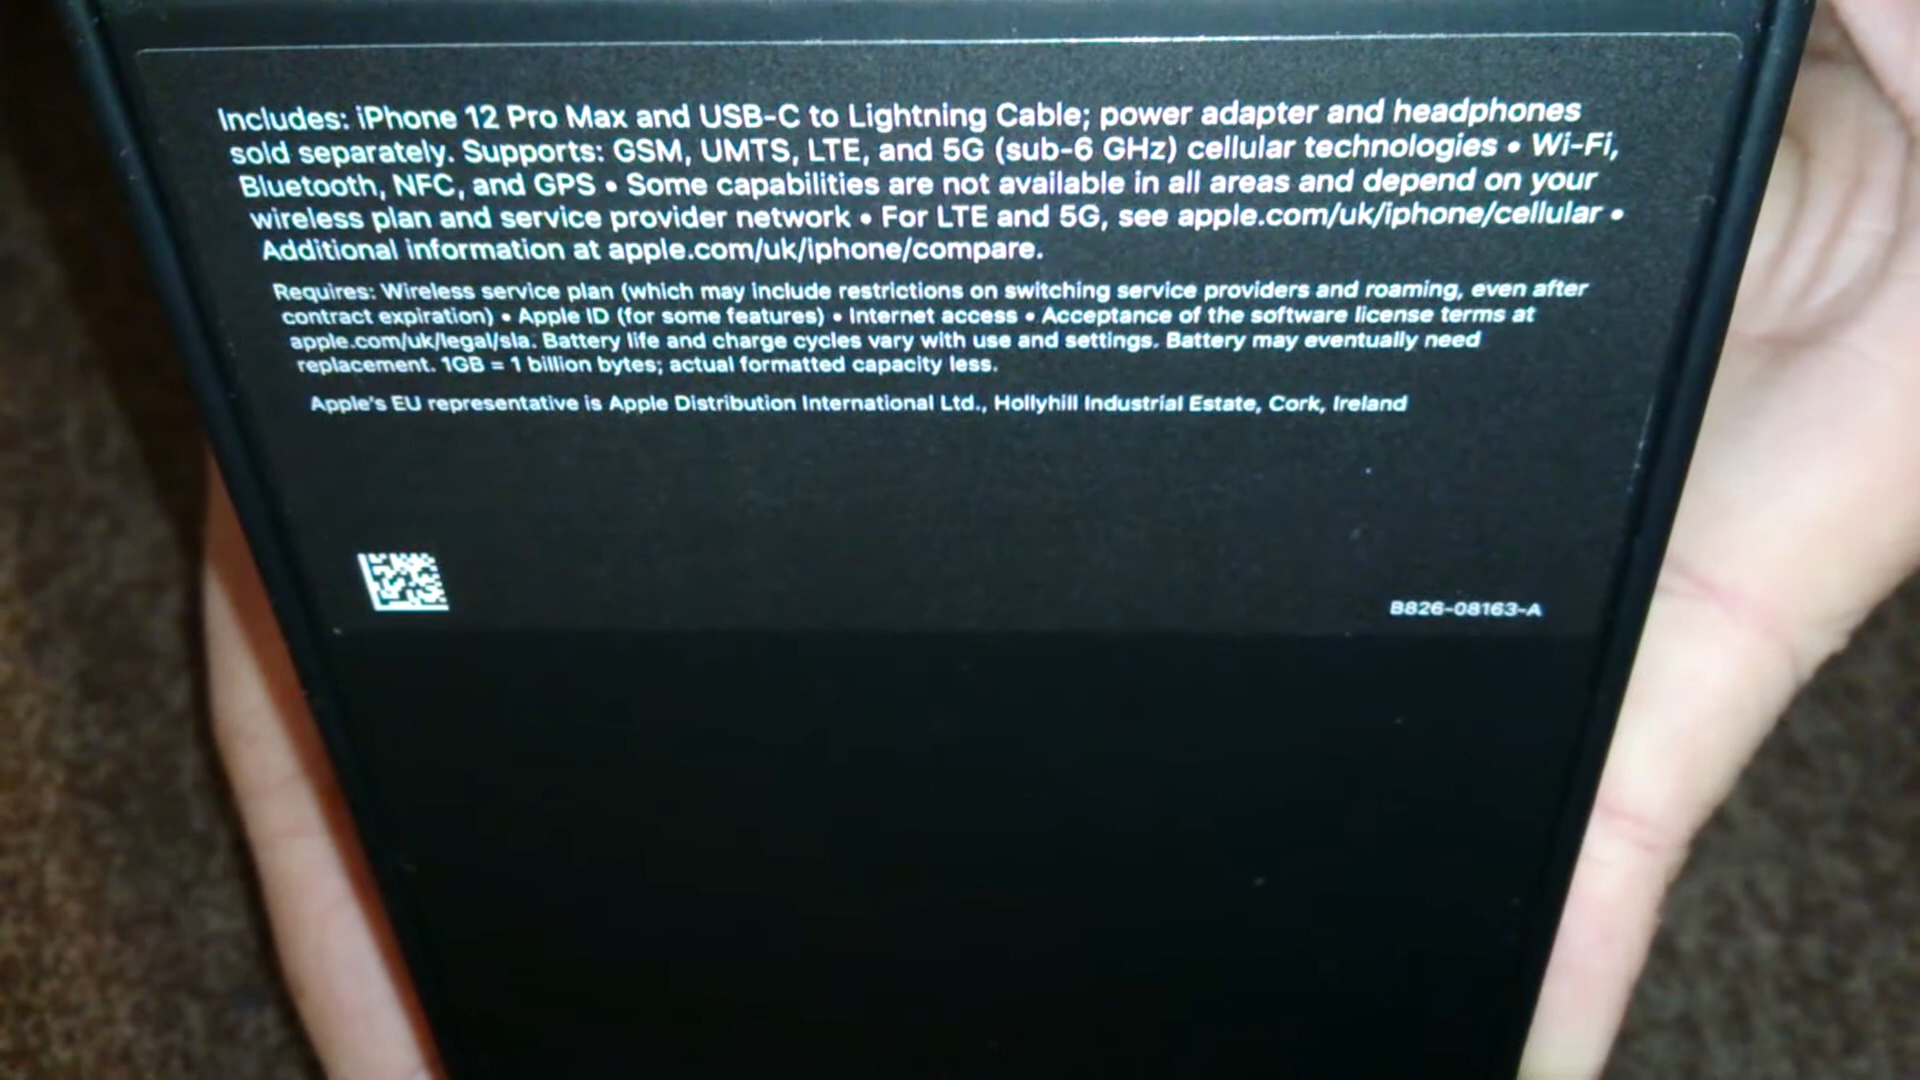 Includes: iPhone 12 Pro Max and USB-C to Lightning Cable; power adapter and headphones
sold separately. Supports: GSM, UMTS, LTE, and 5G (sub-6 GHz) cellular technologies • Wi-Fi,
Bluetooth, NFC, and GPS • Some capabilities are not available in all areas and depend on your
wireless plan and service provider network • For LTE and 5G, see apple.com/uk/iphone/cellular •
Additional information at apple.com/uk/iphone/compare.
Requires: Wireless service plan (which may include restrictions on switching service providers and roaming, even after
contract expiration) • Apple ID (for some features) • Internet access • Acceptance of the software license terms at
apple.com/uk/legal/sla. Battery life and charge cycles vary with use and settings. Battery may eventually need
replacement. 1GB = 1 billion bytes; actual formatted capacity less.
Apple's EU representative is Apple Distribution International Ltd., Hollyhill Industrial Estate, Cork, Ireland
B826-08163-A